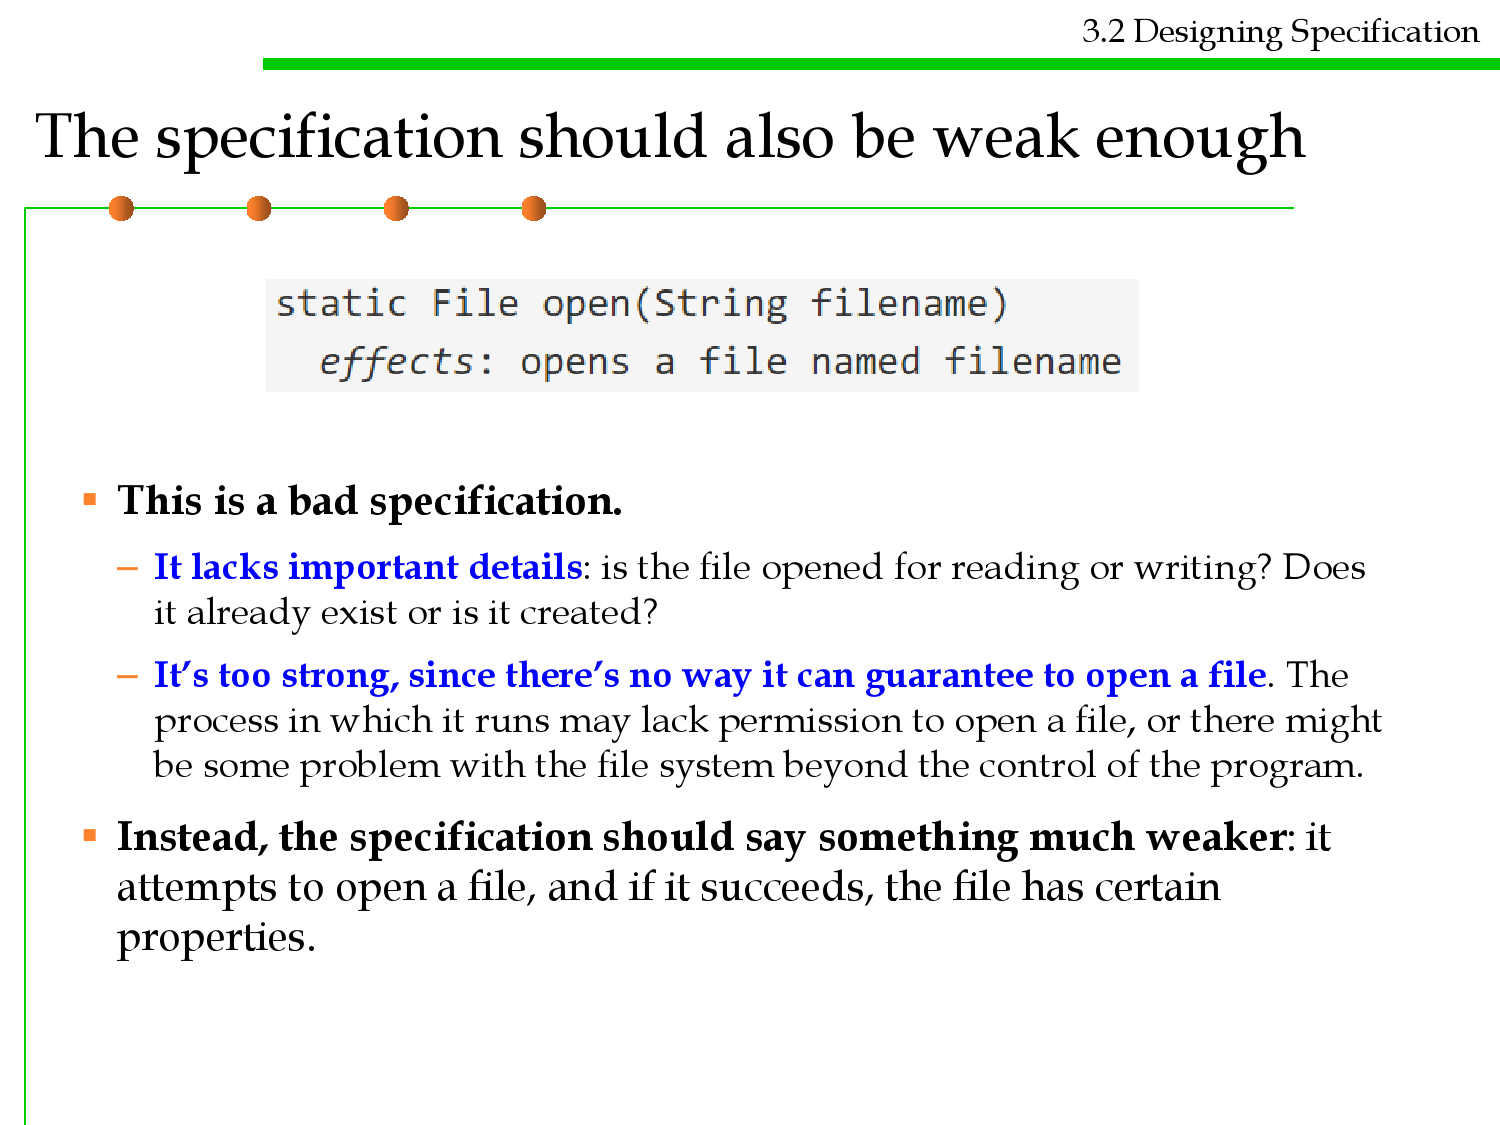 3.2 Designing Specification
The specification should also be weak enough
static File open(String filename)
effects: opens a file named filename
▪ This is a bad specification.
– It lacks important details: is the file opened for reading or writing? Does
it already exist or is it created?
– It’s too strong, since there’s no way it can guarantee to open a file. The
process in which it runs may lack permission to open a file, or there might
be some problem with the file system beyond the control of the program.
▪ Instead, the specification should say something much weaker: it
attempts to open a file, and if it succeeds, the file has certain
properties.